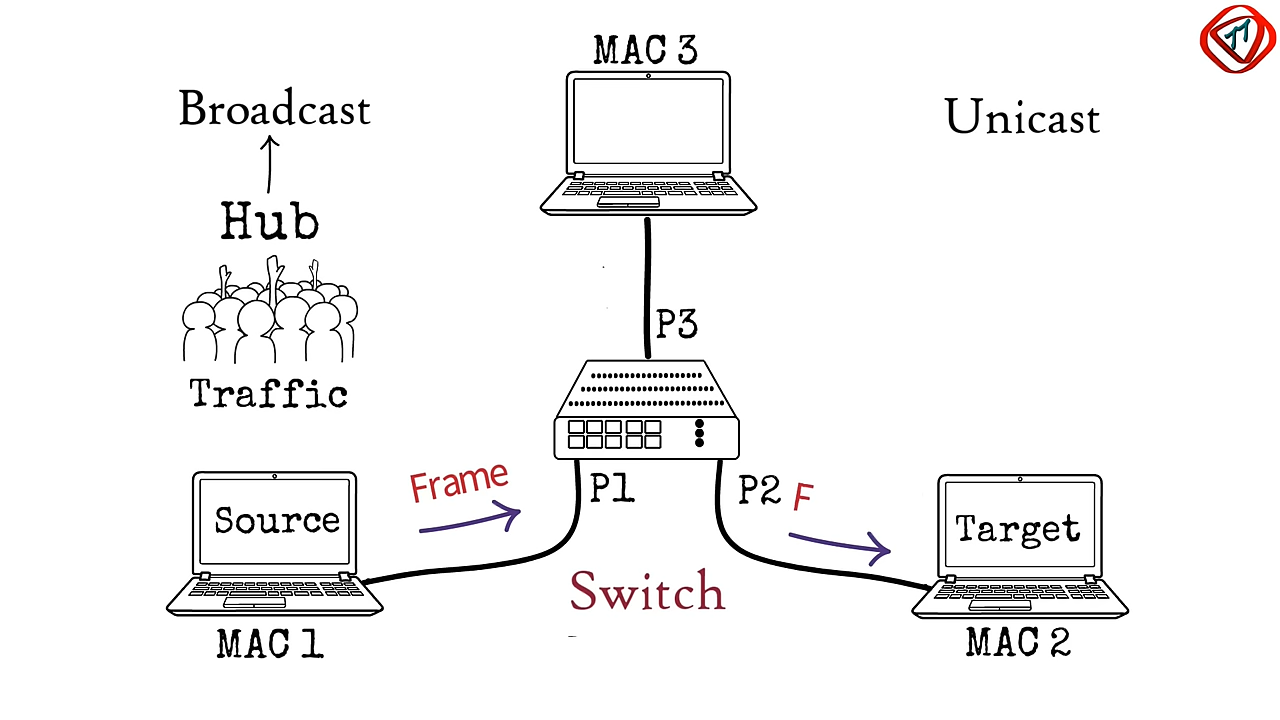 MAC 3
Broadcast
Unicast
Hub
P3
Traffic
Frame
P1
P2
F
Source
Target
Switch
MAC 1
MAC 2